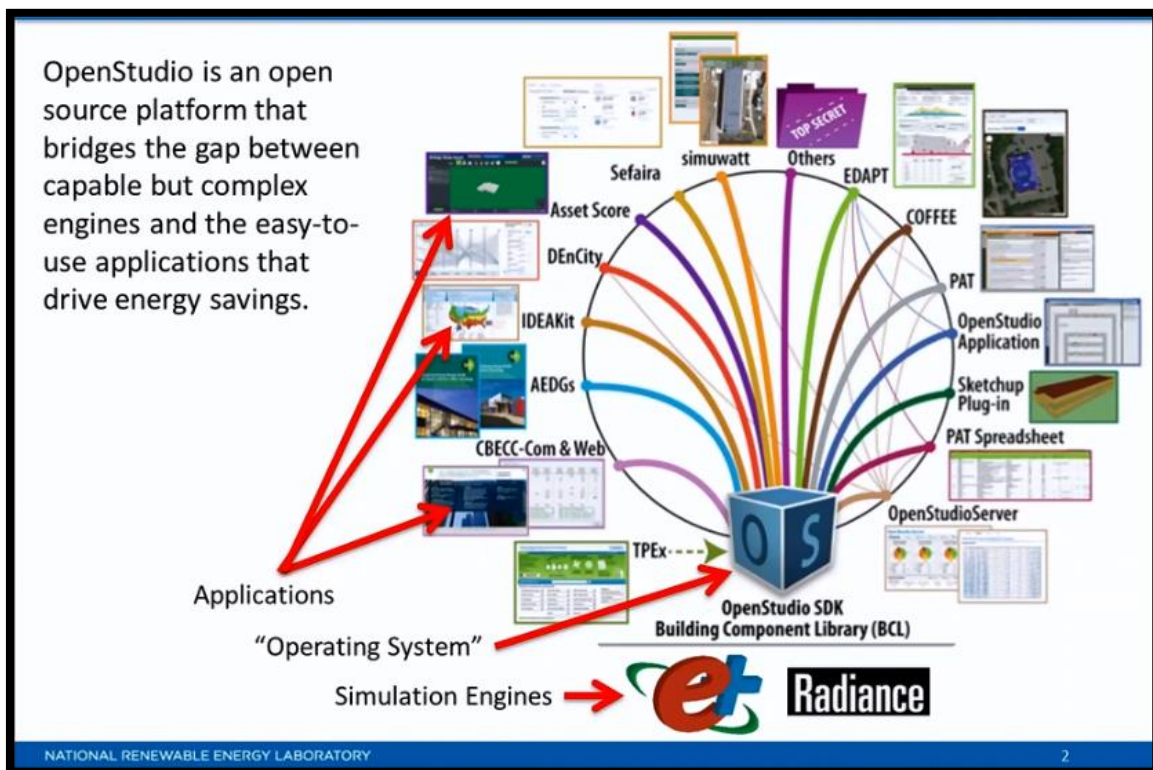 OpenStudio is an open
source platform that
bridges the gap between
capable but complex
engines and the easy-to-
use applications that
drive energy savings.
TOP SECRET
simuwatt
Others
Sefaira
EDAPT
Asset Score
COFFEE
DEnCity
PAT
IDEAKit
OpenStudio
Application
AEDGs
Sketchup
Plug-in
CBECC-Com & Web
PAT Spreadsheet
OpenStudioServer
TPEx
OS
Applications
OpenStudio SDK
Building Component Library (BCL)
“Operating System”
Simulation Engines
e+
Radiance
NATIONAL RENEWABLE ENERGY LABORATORY
2